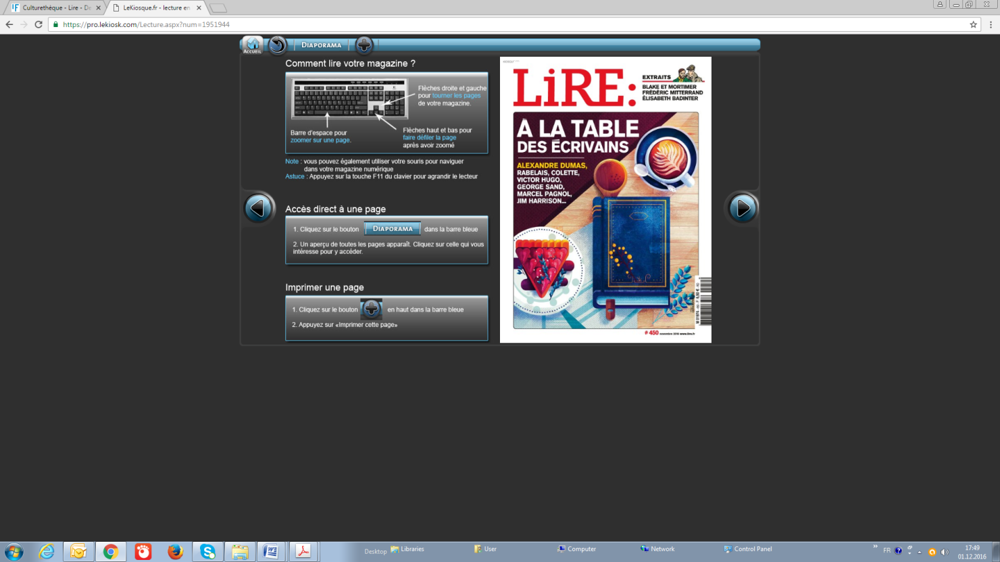 Culturethèque - Lire - De
LeKiosque.fr - lecture en
https://pro.lekiosk.com/Lecture.aspx?num=1951944
ACCUEIL
DIAPORAMA
Comment lire votre magazine ?
Flèches droite et gauche
pour tourner les pages
de votre magazine.
Barre d'espace pour
zoomer sur une page.
Flèches haut et bas pour
faire défiler la page
après avoir zoomé
Note : vous pouvez également utiliser votre souris pour naviguer
dans votre magazine numérique
Astuce : Appuyez sur la touche F11 du clavier pour agrandir le lecteur
Accès direct à une page
1. Cliquez sur le bouton DIAPORAMA dans la barre bleue
2. Un aperçu de toutes les pages apparaît. Cliquez sur celle qui vous
intéresse pour y accéder.
Imprimer une page
1. Cliquez sur le bouton en haut dans la barre bleue
2. Appuyez sur «Imprimer cette page»
LiRE:
EXTRAITS
BLAKE ET MORTIMER
FRÉDÉRIC MITTERRAND
ÉLISABETH BADINTER
À LA TABLE
DES ÉCRIVAINS
ALEXANDRE DUMAS,
RABELAIS, COLETTE,
VICTOR HUGO,
GEORGE SAND,
MARCEL PAGNOL,
JIM HARRISON...
# 450 novembre 2016 www.lire.fr
Desktop
Libraries
User
Computer
Network
Control Panel
FR
17:49
01.12.2016